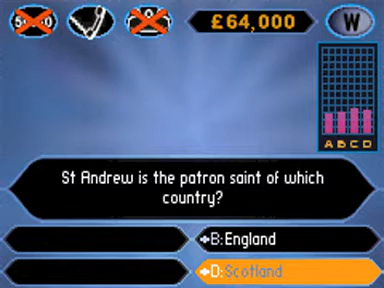 50:50
£64,000
W
A B C D
St Andrew is the patron saint of which
country?
B: England
D: Scotland